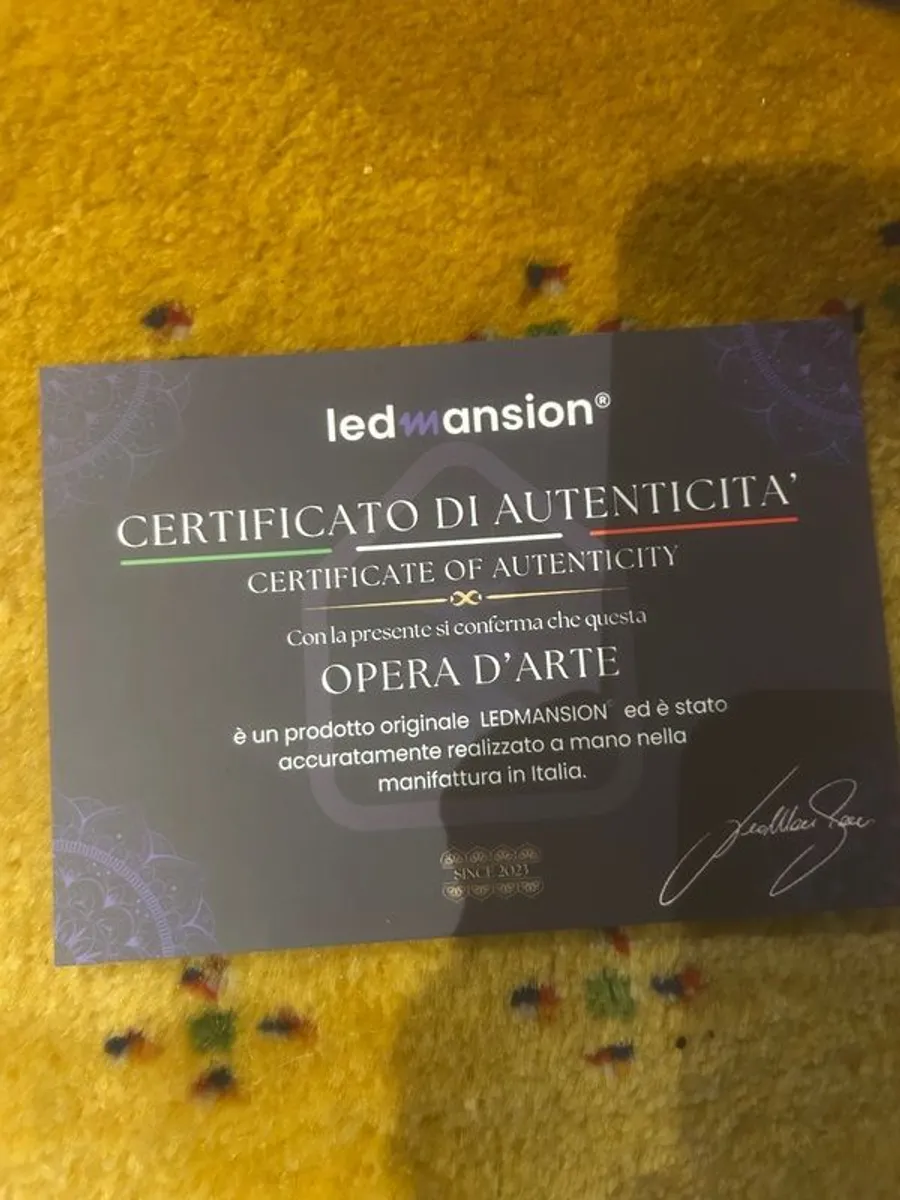 ledmansion®
CERTIFICATO DI AUTENTICITA’
CERTIFICATE OF AUTENTICITY
Con la presente si conferma che questa
OPERA D’ARTE
è un prodotto originale LEDMANSION© ed è stato
accuratamente realizzato a mano nella
manifattura in Italia.
SINCE 2023